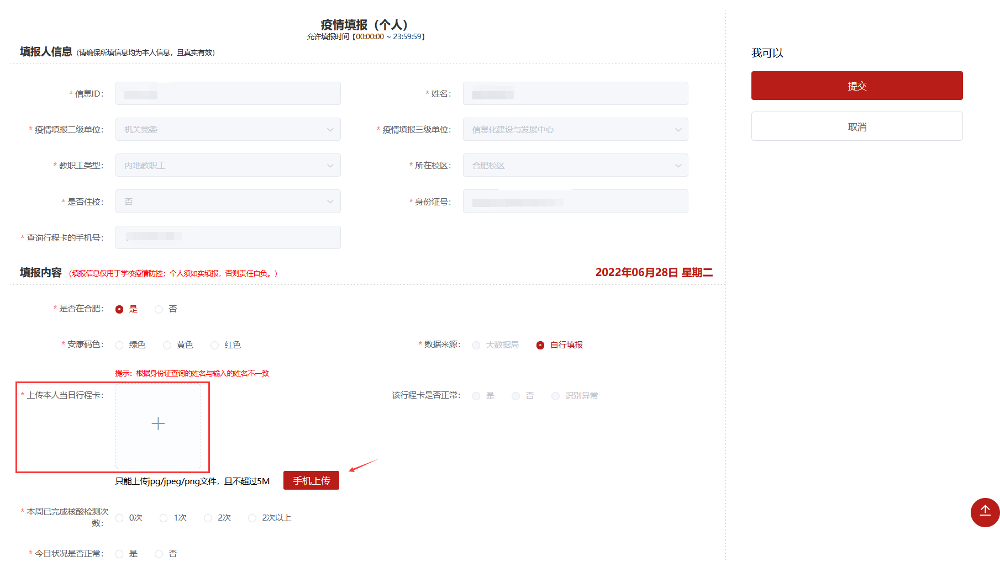 疫情填报（个人）
允许填报时间【00:00:00 ~ 23:59:59】
填报人信息（请确保所填信息均为本人信息，且真实有效）
我可以
提交
取消
* 信息ID：
* 姓名：
* 疫情填报二级单位： 机关党委
* 疫情填报三级单位： 信息化建设与发展中心
* 教职工类型： 内地教职工
* 所在校区： 合肥校区
* 是否住校： 否
* 身份证号：
* 查询行程卡的手机号：
填报内容 （填报信息仅用于学校疫情防控；个人须如实填报，否则责任自负。）
2022年06月28日 星期二
* 是否在合肥： 是 否
* 安康码色： 绿色 黄色 红色
* 数据来源： 大数据局 自行填报
提示：根据身份证查询的姓名与输入的姓名不一致
* 上传本人当日行程卡：
该行程卡是否正常： 是 否 识别异常
只能上传jpg/jpeg/png文件，且不超过5M
手机上传
* 本周已完成核酸检测次
数： 0次 1次 2次 2次以上
* 今日状况是否正常： 是 否